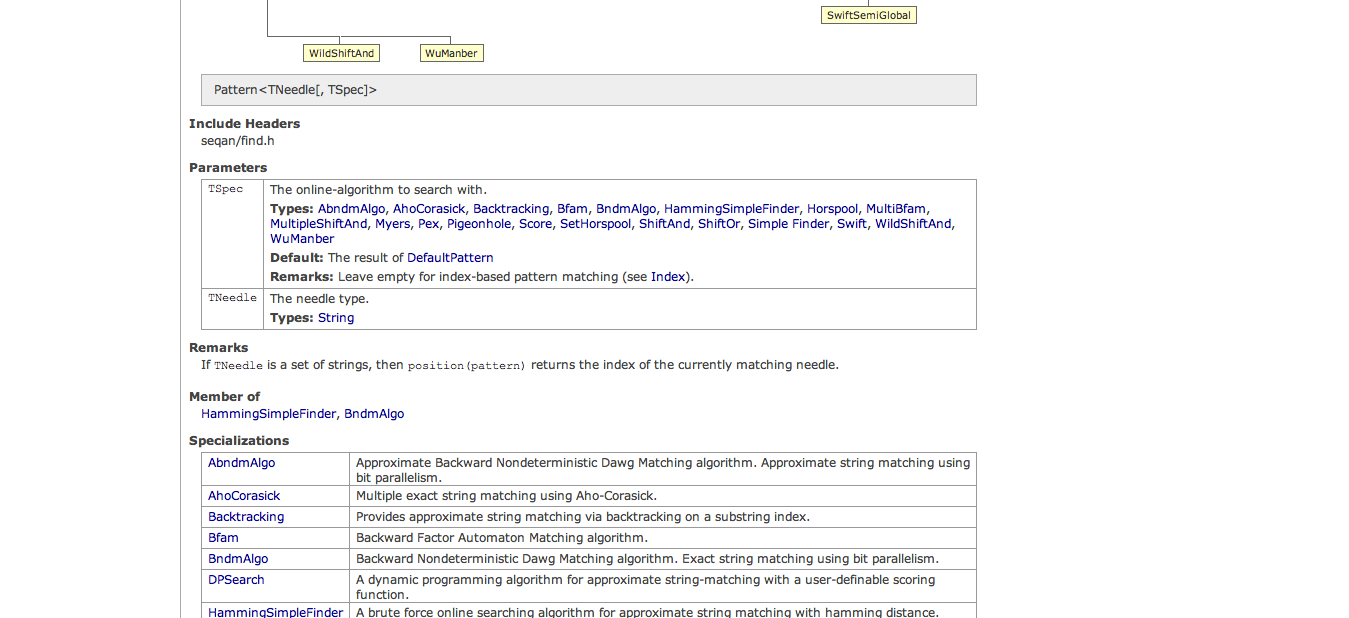 SwiftSemiGlobal
WildShiftAnd
WuManber
Pattern<TNeedle[, TSpec]>
Include Headers
seqan/find.h
Parameters
TSpec
The online-algorithm to search with.
Types: AbndmAlgo, AhoCorasick, Backtracking, Bfam, BndmAlgo, HammingSimpleFinder, Horspool, MultiBfam,
MultipleShiftAnd, Myers, Pex, Pigeonhole, Score, SetHorspool, ShiftAnd, ShiftOr, Simple Finder, Swift, WildShiftAnd,
WuManber
Default: The result of DefaultPattern
Remarks: Leave empty for index-based pattern matching (see Index).
TNeedle
The needle type.
Types: String
Remarks
If TNeedle is a set of strings, then position(pattern) returns the index of the currently matching needle.
Member of
HammingSimpleFinder, BndmAlgo
Specializations
AbndmAlgo
Approximate Backward Nondeterministic Dawg Matching algorithm. Approximate string matching using
bit parallelism.
AhoCorasick
Multiple exact string matching using Aho-Corasick.
Backtracking
Provides approximate string matching via backtracking on a substring index.
Bfam
Backward Factor Automaton Matching algorithm.
BndmAlgo
Backward Nondeterministic Dawg Matching algorithm. Exact string matching using bit parallelism.
DPSearch
A dynamic programming algorithm for approximate string-matching with a user-definable scoring
function.
HammingSimpleFinder
A brute force online searching algorithm for approximate string matching with hamming distance.